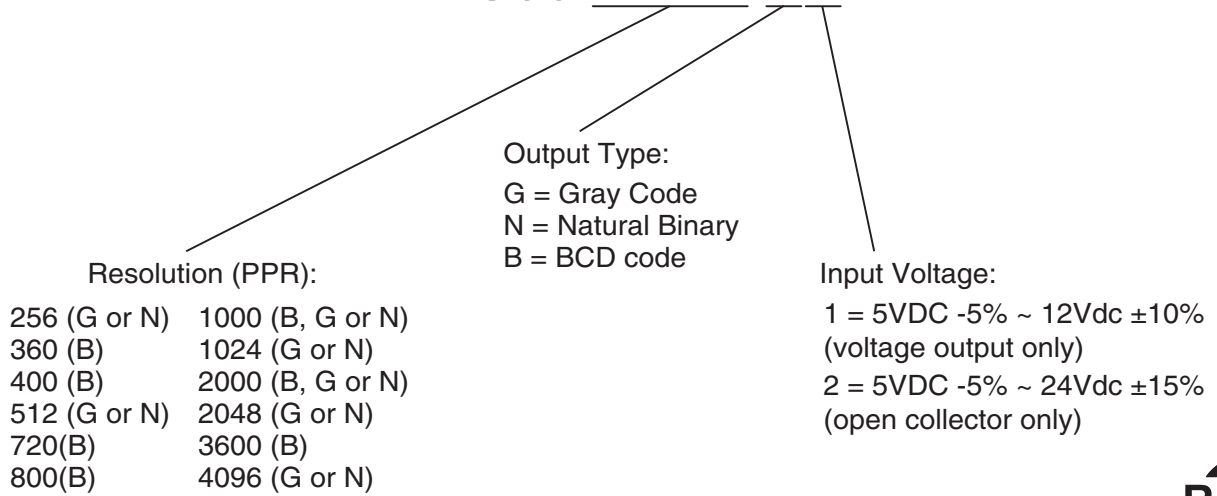 Output Type:
G = Gray Code
N = Natural Binary
B = BCD code
Resolution (PPR):
256 (G or N) 1000 (B, G or N)
360 (B) 1024 (G or N)
400 (B) 2000 (B, G or N)
512 (G or N) 2048 (G or N)
720(B) 3600 (B)
800(B) 4096 (G or N)
Input Voltage:
1 = 5VDC -5% ~ 12Vdc ±10%
(voltage output only)
2 = 5VDC -5% ~ 24Vdc ±15%
(open collector only)